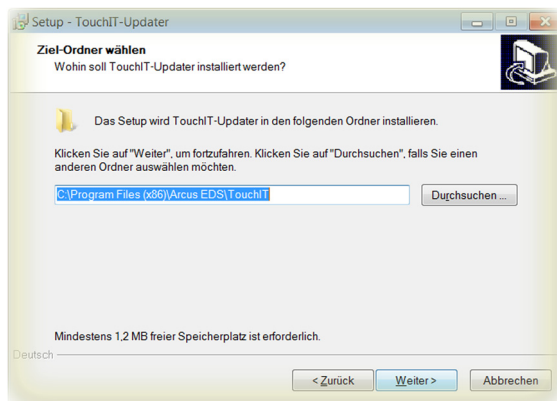 Setup - TouchIT-Updater
Ziel-Ordner wählen
Wohin soll TouchIT-Updater installiert werden?
Das Setup wird TouchIT-Updater in den folgenden Ordner installieren.
Klicken Sie auf "Weiter", um fortzufahren. Klicken Sie auf "Durchsuchen", falls Sie einen
anderen Ordner auswählen möchten.
C:\Program Files (x86)\Arcus EDS\TouchIT
Durchsuchen ...
Mindestens 1,2 MB freier Speicherplatz ist erforderlich.
Deutsch
< Zurück Weiter > Abbrechen